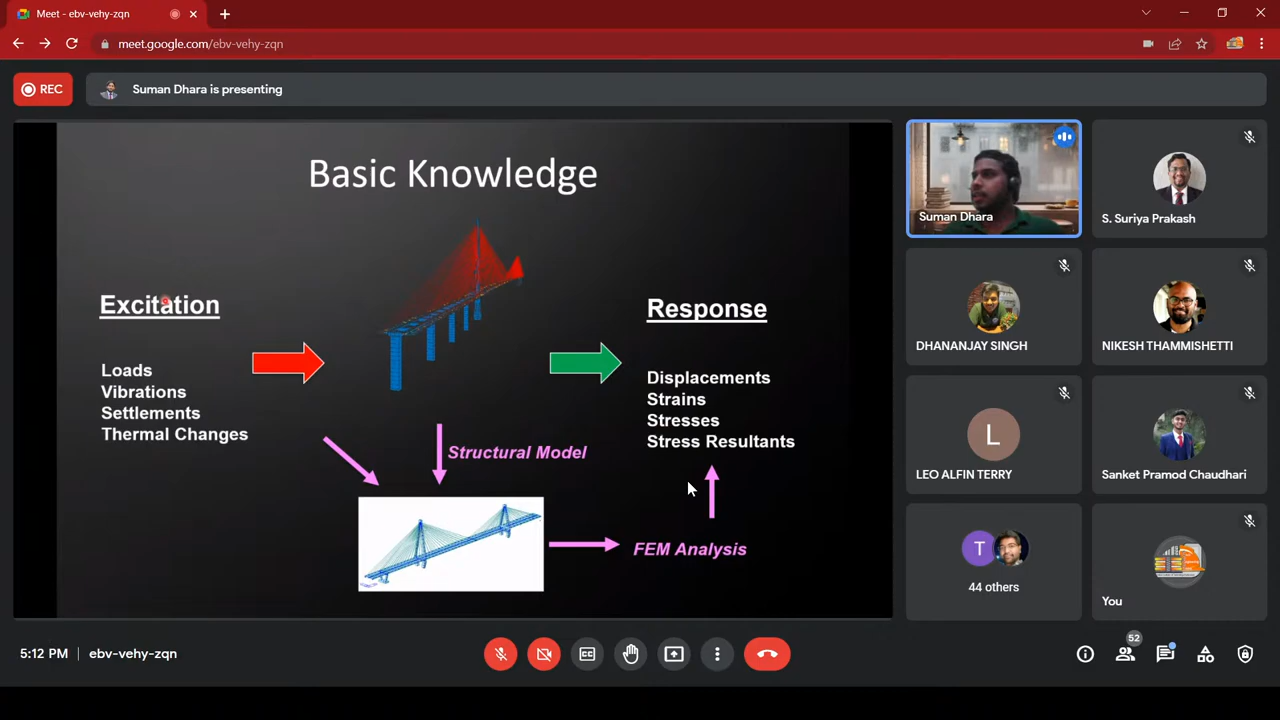 Meet - ebv-vehy-zqn
meet.google.com/ebv-vehy-zqn
REC
Suman Dhara is presenting
Basic Knowledge
Excitation
Loads
Vibrations
Settlements
Thermal Changes
Structural Model
FEM Analysis
Response
Displacements
Strains
Stresses
Stress Resultants
Suman Dhara
S. Suriya Prakash
DHANANJAY SINGH
NIKESH THAMMISHETTI
L
LEO ALFIN TERRY
Sanket Pramod Chaudhari
T
44 others
You
5:12 PM
ebv-vehy-zqn
CC
52